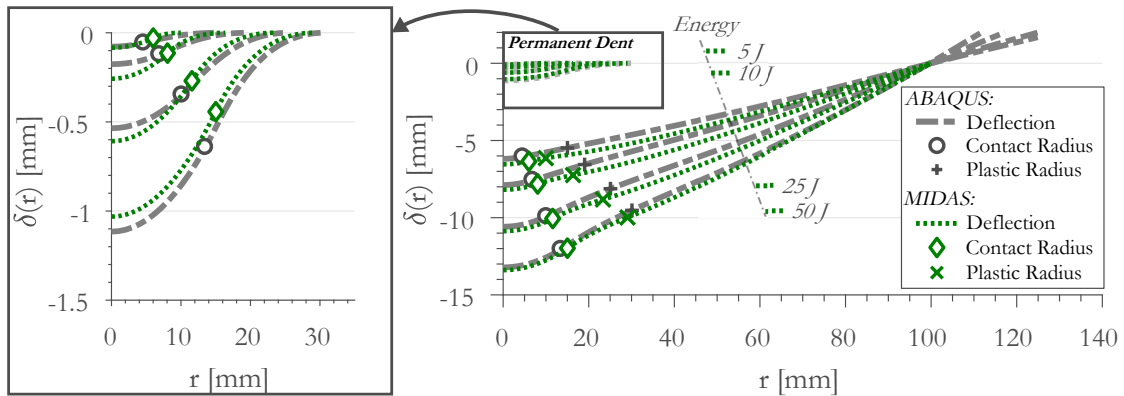 0
-0.5
-1
-1.5
0
10
20
30
δ(r) [mm]
r [mm]
Permanent Dent
Energy
5 J
10 J
25 J
50 J
0
-5
-10
-15
0
20
40
60
80
100
120
140
δ(r) [mm]
r [mm]
ABAQUS:
Deflection
Contact Radius
Plastic Radius
MIDAS:
Deflection
Contact Radius
Plastic Radius